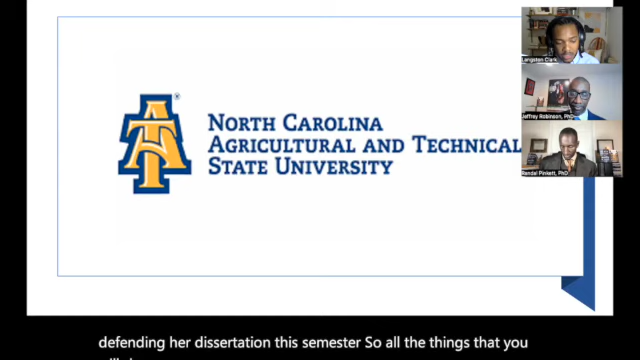 Langston Clark
Jeffrey Robinson, PhD
Randal Pinkett, PhD
AT
®
NORTH CAROLINA
AGRICULTURAL AND TECHNICAL
STATE UNIVERSITY
defending her dissertation this semester So all the things that you